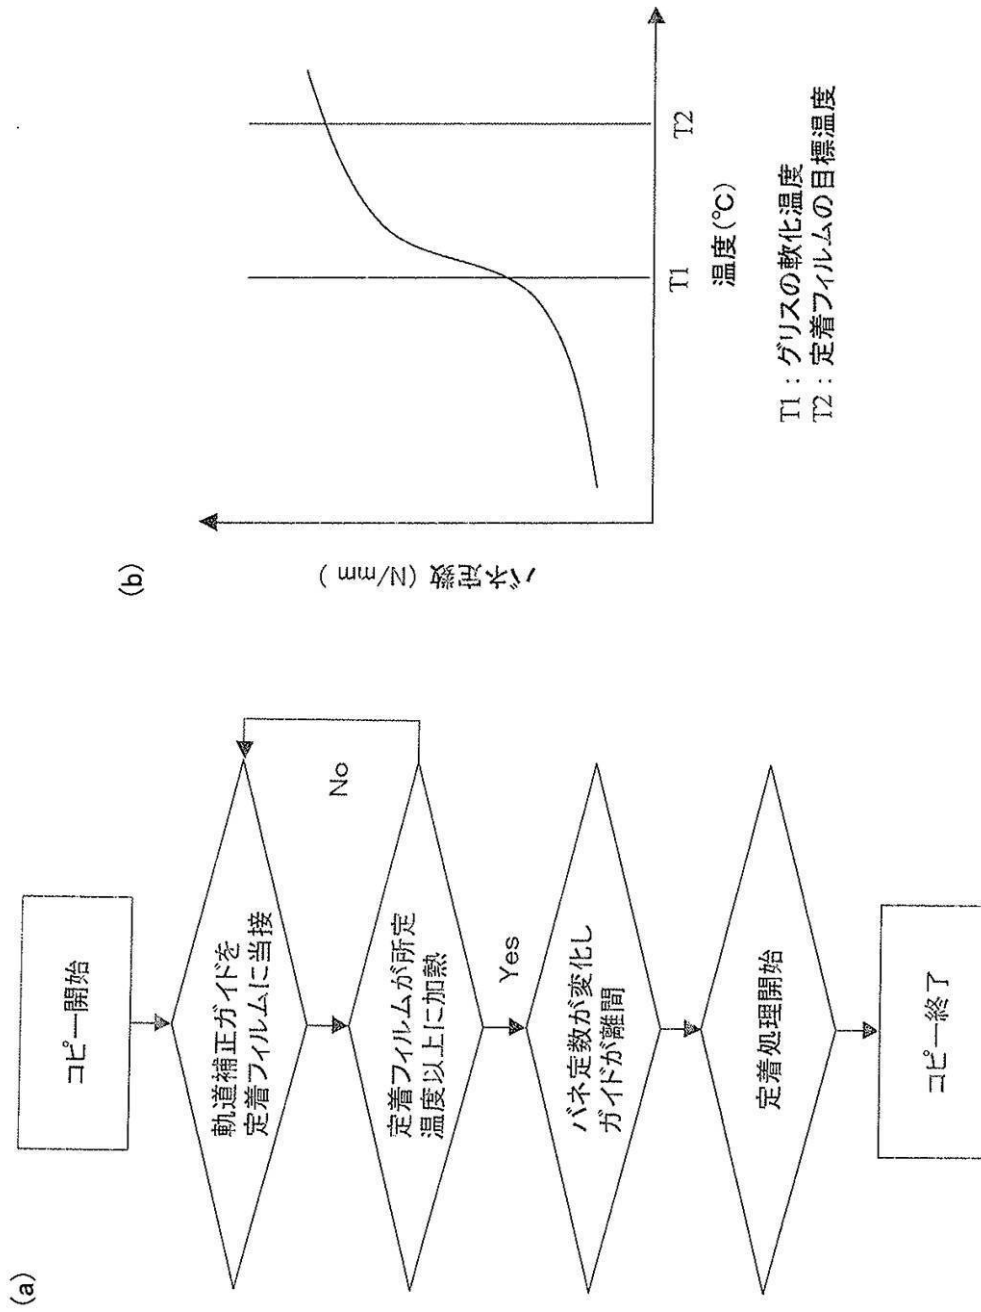 (a)
コピー開始
軌道補正ガイドを
定着フィルムに当接
定着フィルムが所定
温度以上に加熱
No
Yes
バネ定数が変化し
ガイドが離間
定着処理開始
コピー終了
(b)
バネ定数 (N/mm)
T1
T2
温度(℃)
T1：グリスの軟化温度
T2：定着フィルムの目標温度